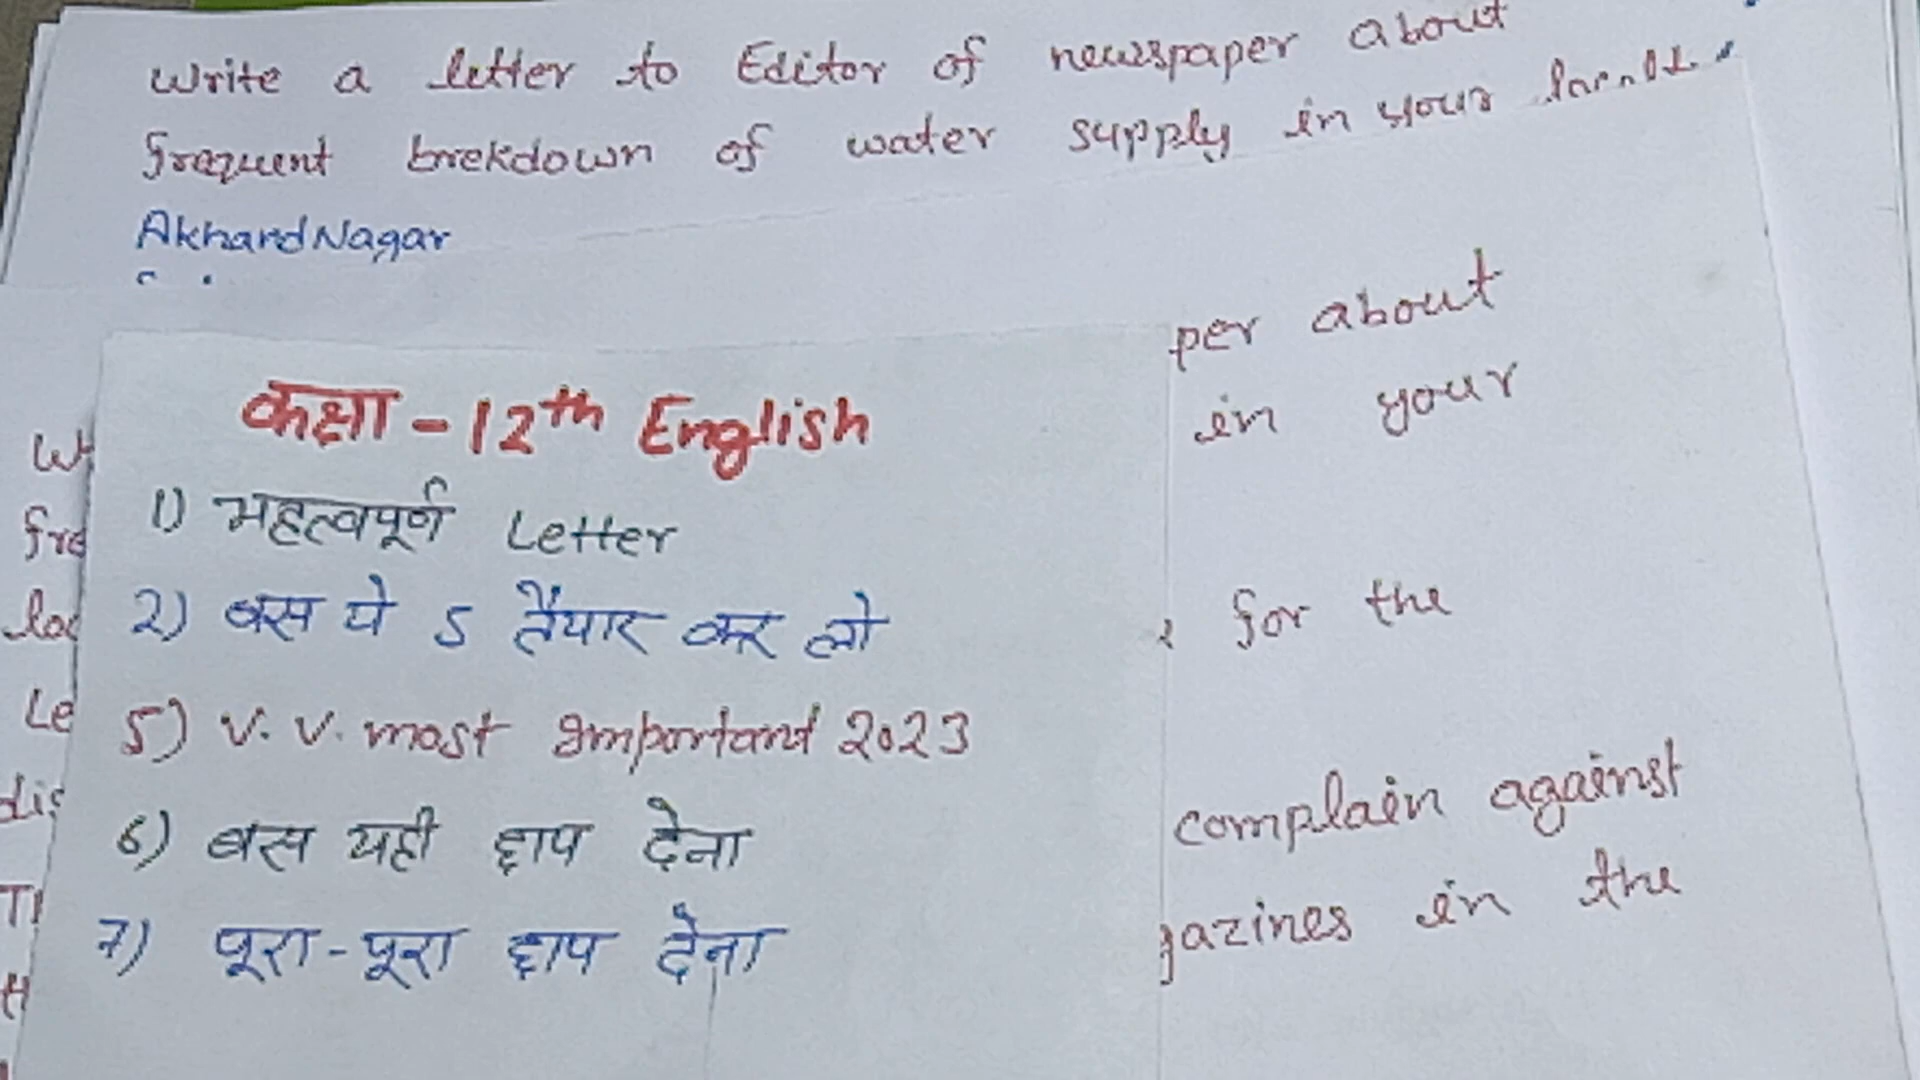 Write a letter to Editor of newspaper about
frequent brekdown of water supply in your
AkhandNagar
per about
in your
कक्षा - 12th English
1) महत्वपूर्ण Letter
2) बस ये 5 तैयार कर लो
for the
5) V. V. most Important 2023
complain against
6) बस यही छाप देना
gazines in the
7) पूरा-पूरा छाप देना